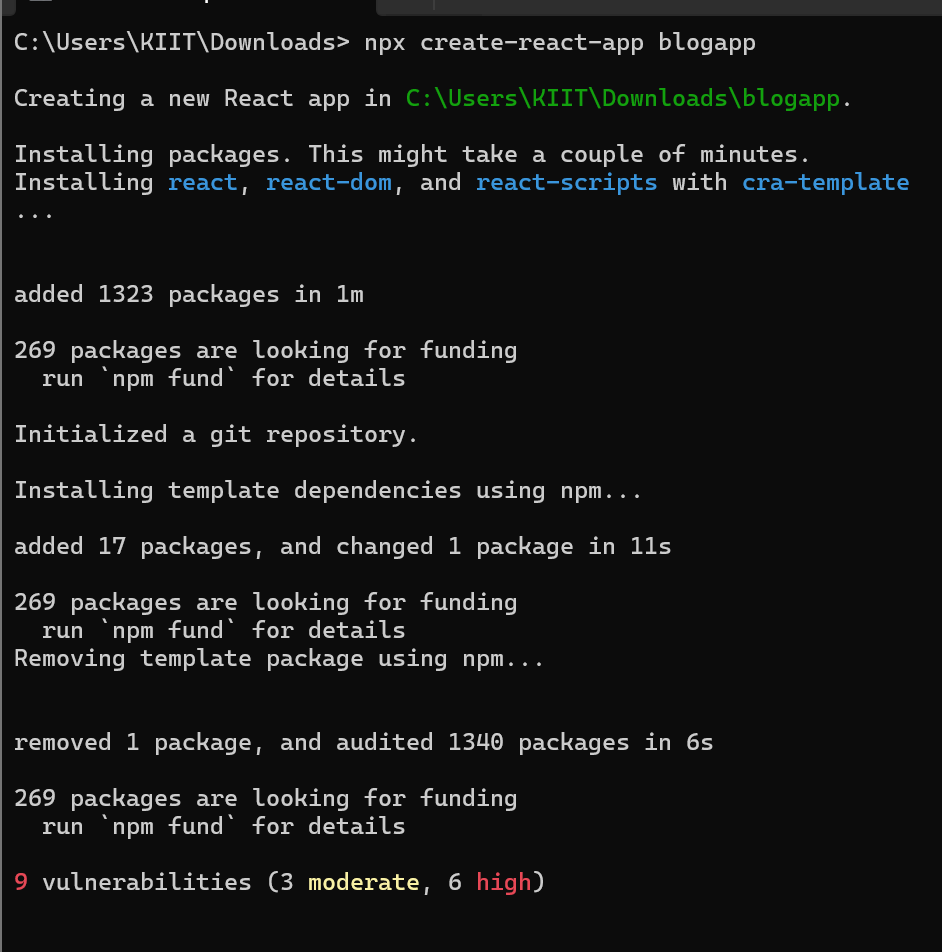 C:\Users\KIIT\Downloads> npx create-react-app blogapp
Creating a new React app in C:\Users\KIIT\Downloads\blogapp.
Installing packages. This might take a couple of minutes.
Installing react, react-dom, and react-scripts with cra-template
...
added 1323 packages in 1m
269 packages are looking for funding
  run `npm fund` for details
Initialized a git repository.
Installing template dependencies using npm...
added 17 packages, and changed 1 package in 11s
269 packages are looking for funding
  run `npm fund` for details
Removing template package using npm...
removed 1 package, and audited 1340 packages in 6s
269 packages are looking for funding
  run `npm fund` for details
9 vulnerabilities (3 moderate, 6 high)